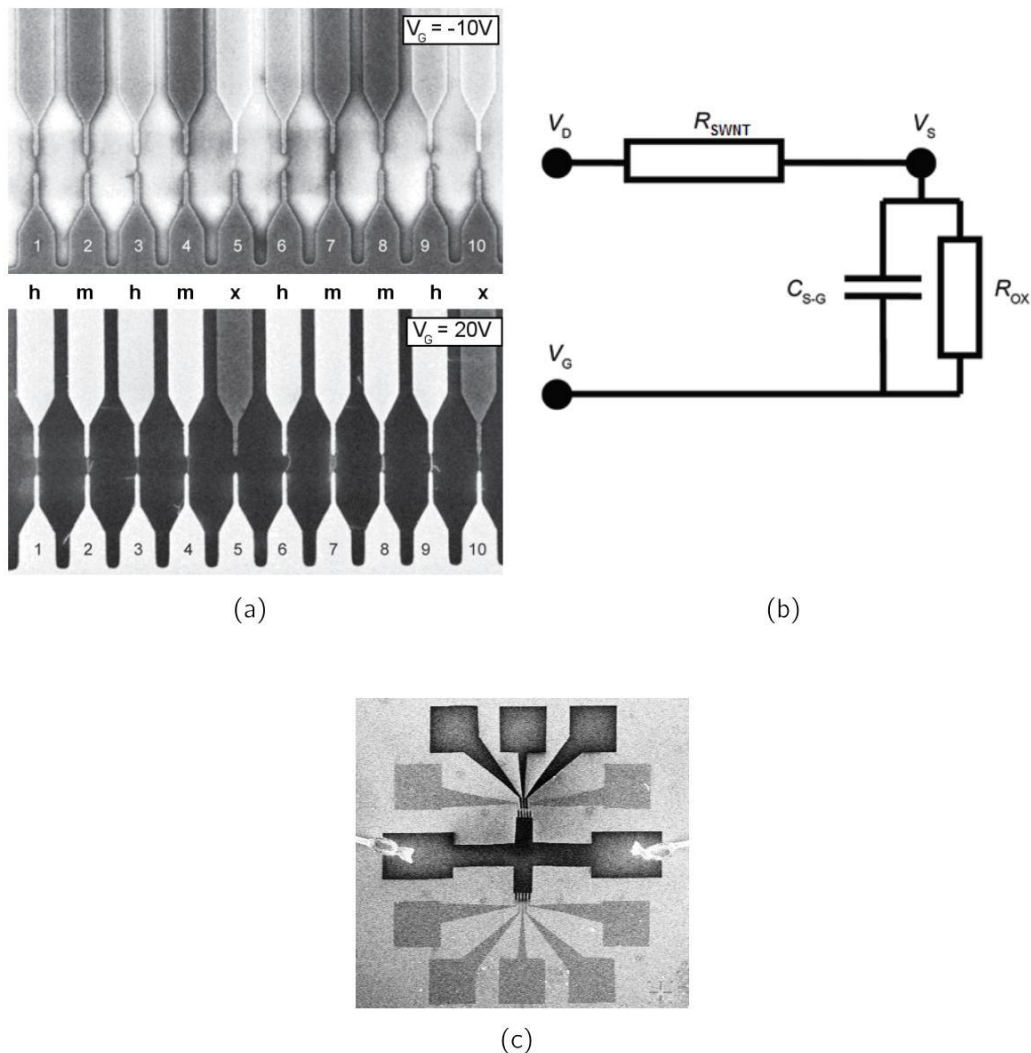 V_G = -10V
1 2 3 4 5 6 7 8 9 10
h m h m x h m m h x
V_G = 20V
1 2 3 4 5 6 7 8 9 10
(a)
V_D R_SWNT V_S
C_S-G R_OX
V_G
(b)
(c)